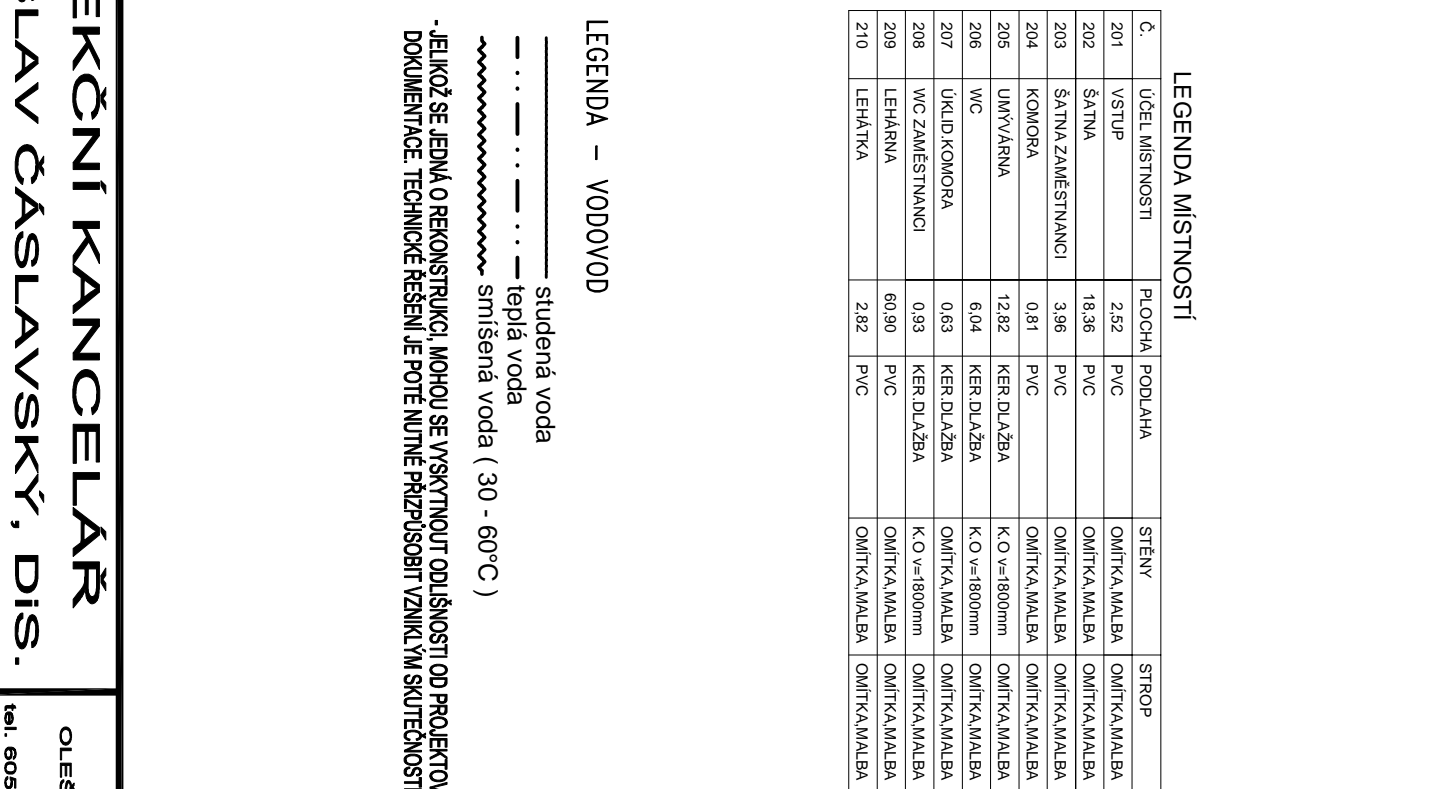 LEGENDA MÍSTNOSTÍ
Č. ÚČEL MÍSTNOSTI PLOCHA PODLAHA STĚNY STROP
201 VSTUP 2,52 PVC OMÍTKA,MALBA OMÍTKA,MALBA
202 ŠATNA 18,36 PVC OMÍTKA,MALBA OMÍTKA,MALBA
203 ŠATNA ZAMĚSTNANCI 3,96 PVC OMÍTKA,MALBA OMÍTKA,MALBA
204 KOMORA 0,81 PVC OMÍTKA,MALBA OMÍTKA,MALBA
205 UMÝVÁRNA 12,82 KER.DLAŽBA K.O v=1800mm OMÍTKA,MALBA
206 WC 6,04 KER.DLAŽBA K.O v=1800mm OMÍTKA,MALBA
207 ÚKLID.KOMORA 0,63 KER.DLAŽBA OMÍTKA,MALBA OMÍTKA,MALBA
208 WC ZAMĚSTNANCI 0,93 KER.DLAŽBA K.O v=1800mm OMÍTKA,MALBA
209 LEHÁRNA 60,90 PVC OMÍTKA,MALBA OMÍTKA,MALBA
210 LEHÁTKA 2,82 PVC OMÍTKA,MALBA OMÍTKA,MALBA
LEGENDA - VODOVOD
studená voda
teplá voda
smíšená voda ( 30 - 60°C )
- JELIKOŽ SE JEDNÁ O REKONSTRUKCI, MOHOU SE VYSKYTNOUT ODLIŠNOSTI OD PROJEKTOV
DOKUMENTACE. TECHNICKÉ ŘEŠENÍ JE POTÉ NUTNÉ PŘIZPŮSOBIT VZNIKLÝM SKUTEČNOST
EKČNÍ KANCELÁŘ
SLAV ČÁSLAVSKÝ, DiS.
OLEŠ
tel. 605